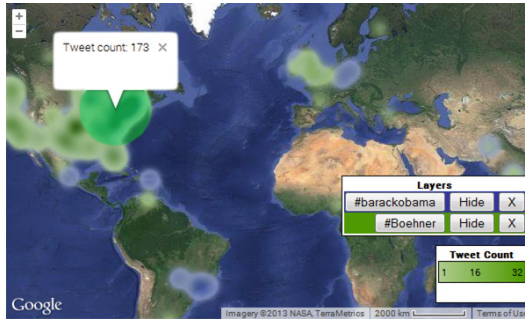 +
−
Tweet count: 173 ×
Layers
#barackobama Hide X
#Boehner Hide X
Tweet Count
1 16 32
Google
Imagery ©2013 NASA, TerraMetrics 2000 km Terms of Use